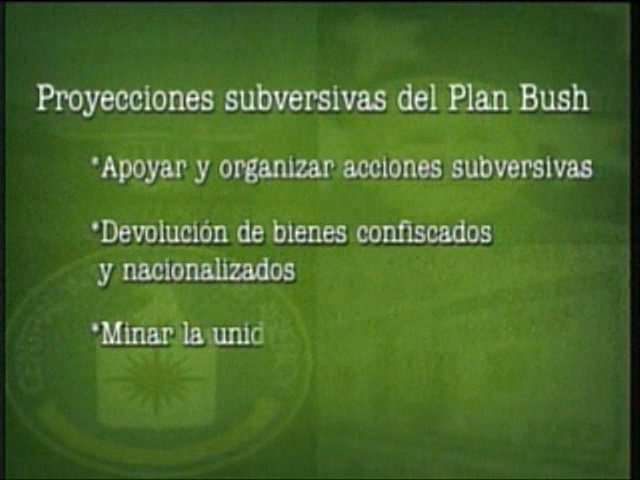 Proyecciones subversivas del Plan Bush
*Apoyar y organizar acciones subversivas
*Devolución de bienes confiscados
y nacionalizados
*Minar la unid